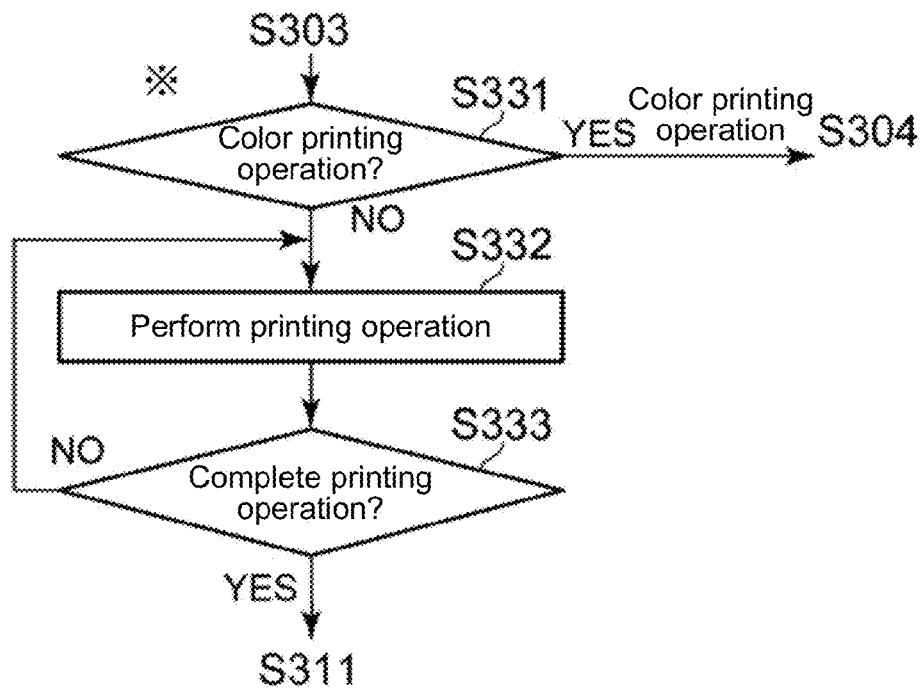 S303
※
S331
Color printing
operation?
YES
Color printing
operation
S304
NO
S332
Perform printing operation
S333
NO
Complete printing
operation?
YES
S311